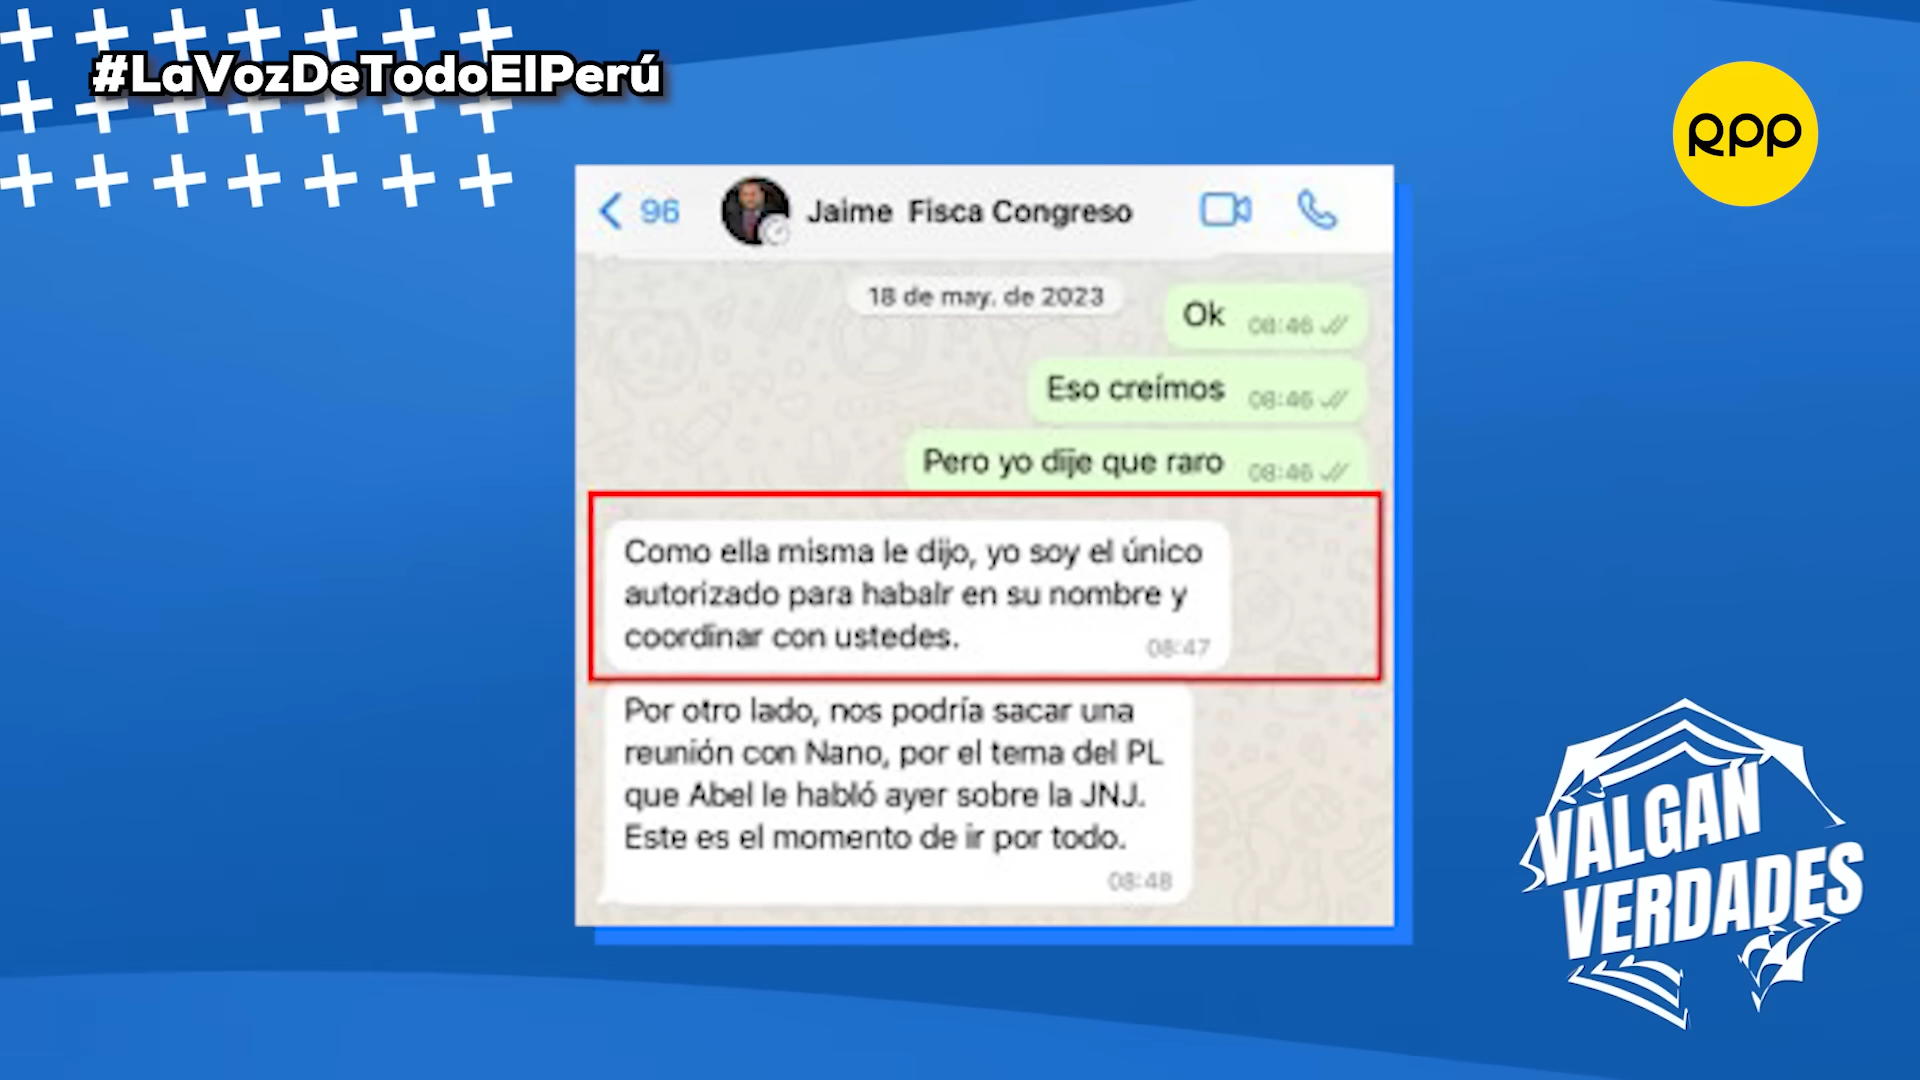 #LaVozDeTodoElPerú
rpp
96
Jaime Fisca Congreso
18 de may. de 2023
Ok 08:46
Eso creímos 08:46
Pero yo dije que raro 08:46
Como ella misma le dijo, yo soy el único
autorizado para habalr en su nombre y
coordinar con ustedes.
08:47
Por otro lado, nos podría sacar una
reunión con Nano, por el tema del PL
que Abel le habló ayer sobre la JNJ.
Este es el momento de ir por todo.
08:48
VALGAN
VERDADES